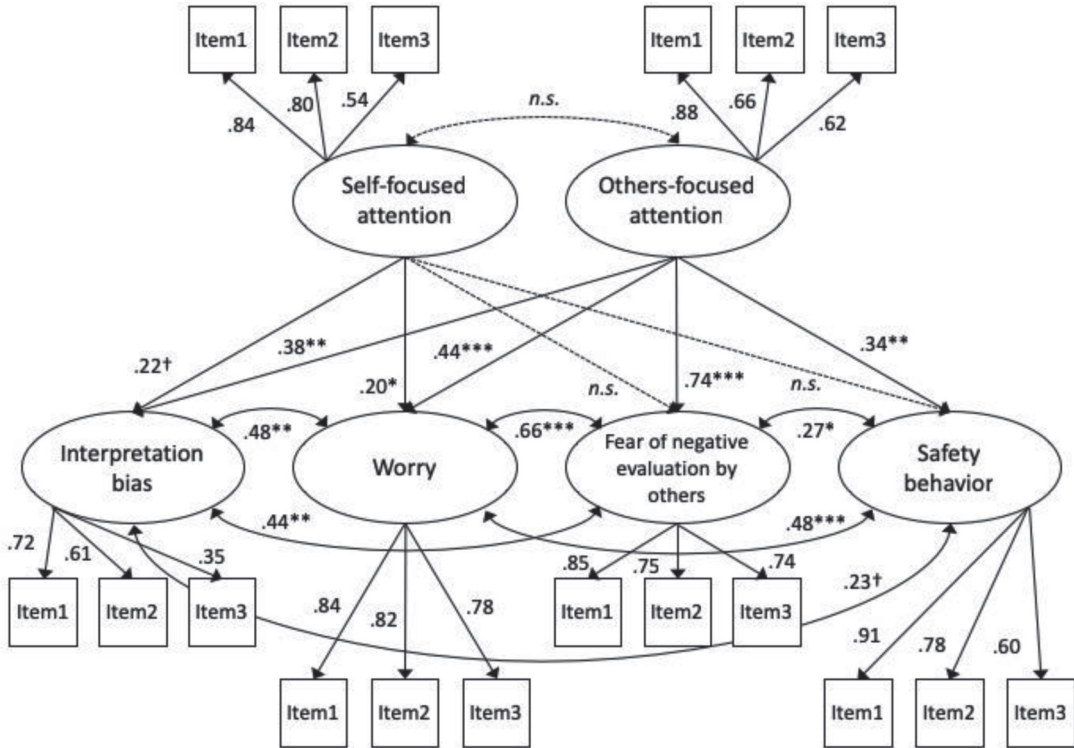 Item1 Item2 Item3 Item1 Item2 Item3
.84 .80 .54 n.s. .88 .66 .62
Self-focused
attention
Others-focused
attention
.22† .38** .20* .44*** n.s. .74*** n.s. .34**
.48** .66*** .27*
Interpretation
bias
Worry
Fear of negative
evaluation by
others
Safety
behavior
.44** .48***
.72 .61 .35 .85 .75 .74 .23†
Item1 Item2 Item3 Item1 Item2 Item3
.84 .82 .78 .91 .78 .60
Item1 Item2 Item3 Item1 Item2 Item3